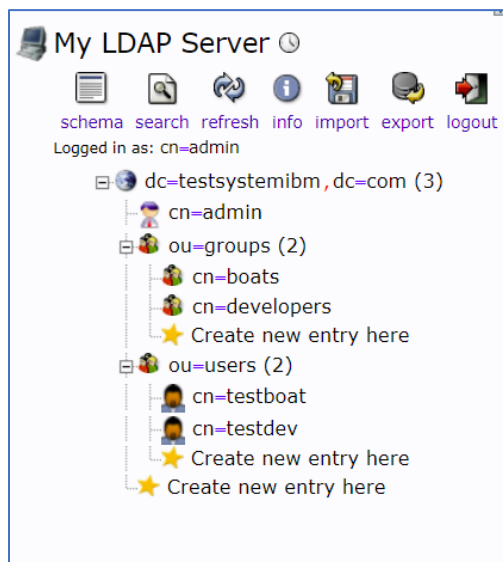 My LDAP Server
schema search refresh info import export logout
Logged in as: cn=admin
dc=testsystemibm,dc=com (3)
cn=admin
ou=groups (2)
cn=boats
cn=developers
Create new entry here
ou=users (2)
cn=testboat
cn=testdev
Create new entry here
Create new entry here